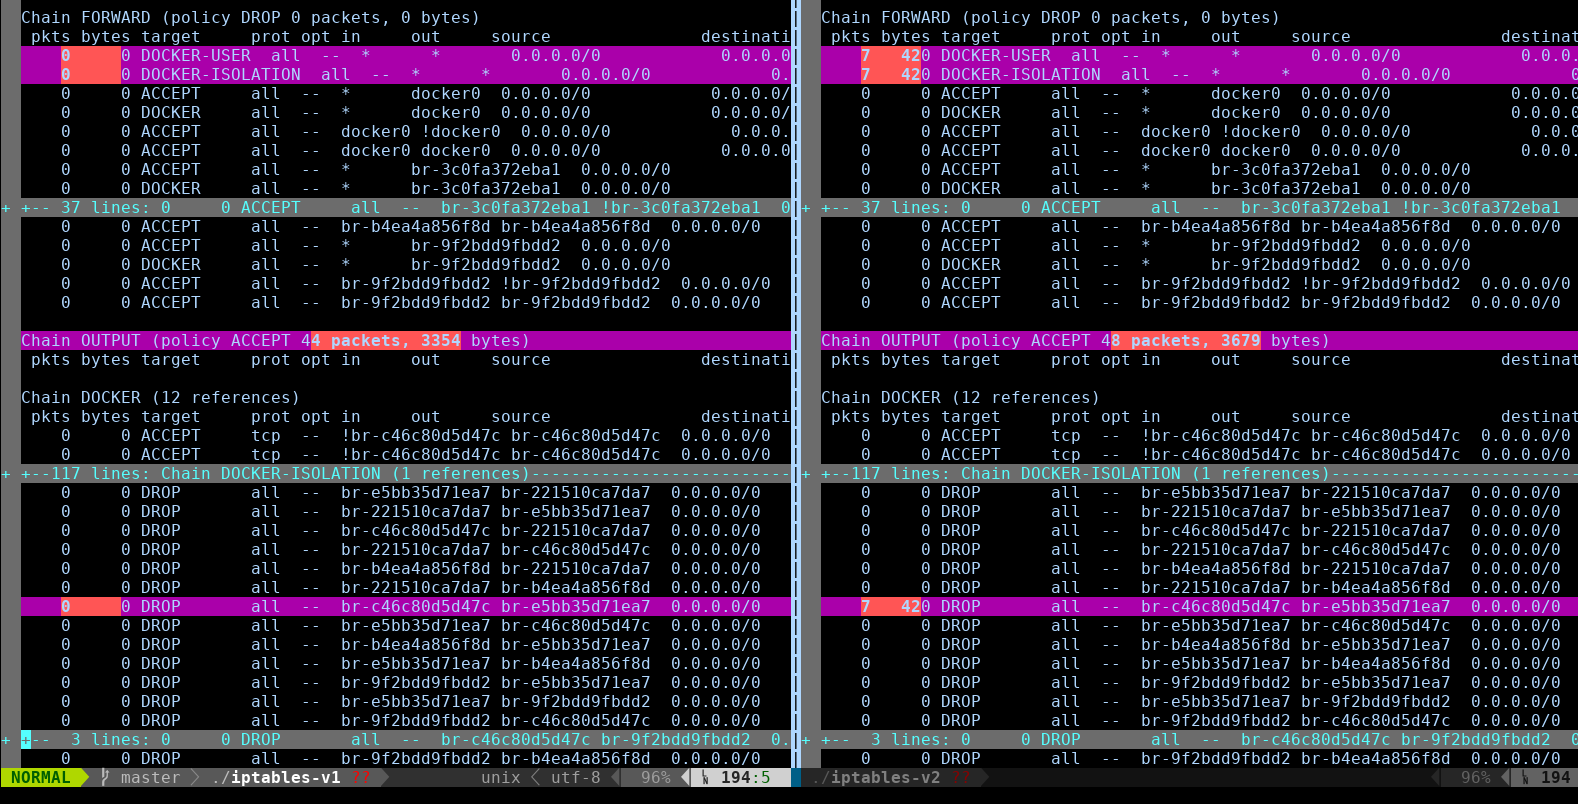 Chain FORWARD (policy DROP 0 packets, 0 bytes)
 pkts bytes target     prot opt in     out     source               destinati
    0     0 DOCKER-USER  all  --  *      *       0.0.0.0/0            0.0.0.0
    0     0 DOCKER-ISOLATION  all  --  *      *       0.0.0.0/0            0.
    0     0 ACCEPT     all  --  *      docker0  0.0.0.0/0            0.0.0.0/
    0     0 DOCKER     all  --  *      docker0  0.0.0.0/0            0.0.0.0/
    0     0 ACCEPT     all  --  docker0 !docker0  0.0.0.0/0            0.0.0.
    0     0 ACCEPT     all  --  docker0 docker0  0.0.0.0/0            0.0.0.0
    0     0 ACCEPT     all  --  *      br-3c0fa372eba1  0.0.0.0/0
    0     0 DOCKER     all  --  *      br-3c0fa372eba1  0.0.0.0/0
+ +-- 37 lines: 0     0 ACCEPT     all  --  br-3c0fa372eba1 !br-3c0fa372eba1  0
    0     0 ACCEPT     all  --  br-b4ea4a856f8d br-b4ea4a856f8d  0.0.0.0/0
    0     0 ACCEPT     all  --  *      br-9f2bdd9fbdd2  0.0.0.0/0
    0     0 DOCKER     all  --  *      br-9f2bdd9fbdd2  0.0.0.0/0
    0     0 ACCEPT     all  --  br-9f2bdd9fbdd2 !br-9f2bdd9fbdd2  0.0.0.0/0
    0     0 ACCEPT     all  --  br-9f2bdd9fbdd2 br-9f2bdd9fbdd2  0.0.0.0/0
Chain OUTPUT (policy ACCEPT 44 packets, 3354 bytes)
 pkts bytes target     prot opt in     out     source               destinati
Chain DOCKER (12 references)
 pkts bytes target     prot opt in     out     source               destinati
    0     0 ACCEPT     tcp  --  !br-c46c80d5d47c br-c46c80d5d47c  0.0.0.0/0
    0     0 ACCEPT     tcp  --  !br-c46c80d5d47c br-c46c80d5d47c  0.0.0.0/0
+ +--117 lines: Chain DOCKER-ISOLATION (1 references)--------------------------
    0     0 DROP       all  --  br-e5bb35d71ea7 br-221510ca7da7  0.0.0.0/0
    0     0 DROP       all  --  br-221510ca7da7 br-e5bb35d71ea7  0.0.0.0/0
    0     0 DROP       all  --  br-c46c80d5d47c br-221510ca7da7  0.0.0.0/0
    0     0 DROP       all  --  br-221510ca7da7 br-c46c80d5d47c  0.0.0.0/0
    0     0 DROP       all  --  br-b4ea4a856f8d br-221510ca7da7  0.0.0.0/0
    0     0 DROP       all  --  br-221510ca7da7 br-b4ea4a856f8d  0.0.0.0/0
    0     0 DROP       all  --  br-c46c80d5d47c br-e5bb35d71ea7  0.0.0.0/0
    0     0 DROP       all  --  br-e5bb35d71ea7 br-c46c80d5d47c  0.0.0.0/0
    0     0 DROP       all  --  br-b4ea4a856f8d br-e5bb35d71ea7  0.0.0.0/0
    0     0 DROP       all  --  br-e5bb35d71ea7 br-b4ea4a856f8d  0.0.0.0/0
    0     0 DROP       all  --  br-9f2bdd9fbdd2 br-e5bb35d71ea7  0.0.0.0/0
    0     0 DROP       all  --  br-e5bb35d71ea7 br-9f2bdd9fbdd2  0.0.0.0/0
    0     0 DROP       all  --  br-9f2bdd9fbdd2 br-c46c80d5d47c  0.0.0.0/0
+ +--  3 lines: 0     0 DROP       all  --  br-c46c80d5d47c br-9f2bdd9fbdd2  0.
    0     0 DROP       all  --  br-9f2bdd9fbdd2 br-b4ea4a856f8d  0.0.0.0/0
NORMAL master ./iptables-v1 ?? unix utf-8 96% 194:5
Chain FORWARD (policy DROP 0 packets, 0 bytes)
 pkts bytes target     prot opt in     out     source               destinat
    7   420 DOCKER-USER  all  --  *      *       0.0.0.0/0            0.0.0.
    7   420 DOCKER-ISOLATION  all  --  *      *       0.0.0.0/0            0
    0     0 ACCEPT     all  --  *      docker0  0.0.0.0/0            0.0.0.0
    0     0 DOCKER     all  --  *      docker0  0.0.0.0/0            0.0.0.0
    0     0 ACCEPT     all  --  docker0 !docker0  0.0.0.0/0            0.0.0
    0     0 ACCEPT     all  --  docker0 docker0  0.0.0.0/0            0.0.0.
    0     0 ACCEPT     all  --  *      br-3c0fa372eba1  0.0.0.0/0
    0     0 DOCKER     all  --  *      br-3c0fa372eba1  0.0.0.0/0
+ +-- 37 lines: 0     0 ACCEPT     all  --  br-3c0fa372eba1 !br-3c0fa372eba1
    0     0 ACCEPT     all  --  br-b4ea4a856f8d br-b4ea4a856f8d  0.0.0.0/0
    0     0 ACCEPT     all  --  *      br-9f2bdd9fbdd2  0.0.0.0/0
    0     0 DOCKER     all  --  *      br-9f2bdd9fbdd2  0.0.0.0/0
    0     0 ACCEPT     all  --  br-9f2bdd9fbdd2 !br-9f2bdd9fbdd2  0.0.0.0/0
    0     0 ACCEPT     all  --  br-9f2bdd9fbdd2 br-9f2bdd9fbdd2  0.0.0.0/0
Chain OUTPUT (policy ACCEPT 48 packets, 3679 bytes)
 pkts bytes target     prot opt in     out     source               destinat
Chain DOCKER (12 references)
 pkts bytes target     prot opt in     out     source               destinat
    0     0 ACCEPT     tcp  --  !br-c46c80d5d47c br-c46c80d5d47c  0.0.0.0/0
    0     0 ACCEPT     tcp  --  !br-c46c80d5d47c br-c46c80d5d47c  0.0.0.0/0
+ +--117 lines: Chain DOCKER-ISOLATION (1 references)-------------------------
    0     0 DROP       all  --  br-e5bb35d71ea7 br-221510ca7da7  0.0.0.0/0
    0     0 DROP       all  --  br-221510ca7da7 br-e5bb35d71ea7  0.0.0.0/0
    0     0 DROP       all  --  br-c46c80d5d47c br-221510ca7da7  0.0.0.0/0
    0     0 DROP       all  --  br-221510ca7da7 br-c46c80d5d47c  0.0.0.0/0
    0     0 DROP       all  --  br-b4ea4a856f8d br-221510ca7da7  0.0.0.0/0
    0     0 DROP       all  --  br-221510ca7da7 br-b4ea4a856f8d  0.0.0.0/0
    7   420 DROP       all  --  br-c46c80d5d47c br-e5bb35d71ea7  0.0.0.0/0
    0     0 DROP       all  --  br-e5bb35d71ea7 br-c46c80d5d47c  0.0.0.0/0
    0     0 DROP       all  --  br-b4ea4a856f8d br-e5bb35d71ea7  0.0.0.0/0
    0     0 DROP       all  --  br-e5bb35d71ea7 br-b4ea4a856f8d  0.0.0.0/0
    0     0 DROP       all  --  br-9f2bdd9fbdd2 br-e5bb35d71ea7  0.0.0.0/0
    0     0 DROP       all  --  br-e5bb35d71ea7 br-9f2bdd9fbdd2  0.0.0.0/0
    0     0 DROP       all  --  br-9f2bdd9fbdd2 br-c46c80d5d47c  0.0.0.0/0
+ +--  3 lines: 0     0 DROP       all  --  br-c46c80d5d47c br-9f2bdd9fbdd2  0
    0     0 DROP       all  --  br-9f2bdd9fbdd2 br-b4ea4a856f8d  0.0.0.0/0
./iptables-v2 ?? 96% 194